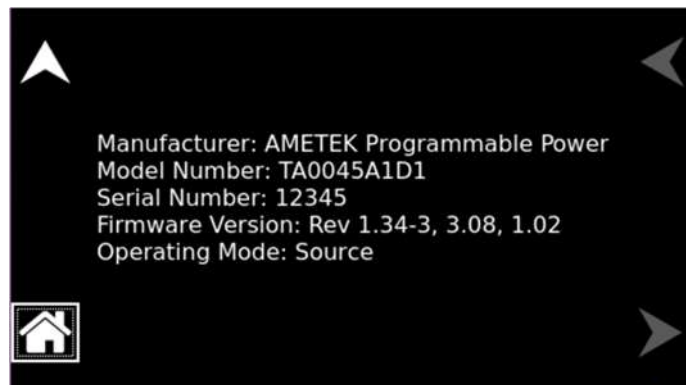 Manufacturer: AMETEK Programmable Power
Model Number: TA0045A1D1
Serial Number: 12345
Firmware Version: Rev 1.34-3, 3.08, 1.02
Operating Mode: Source